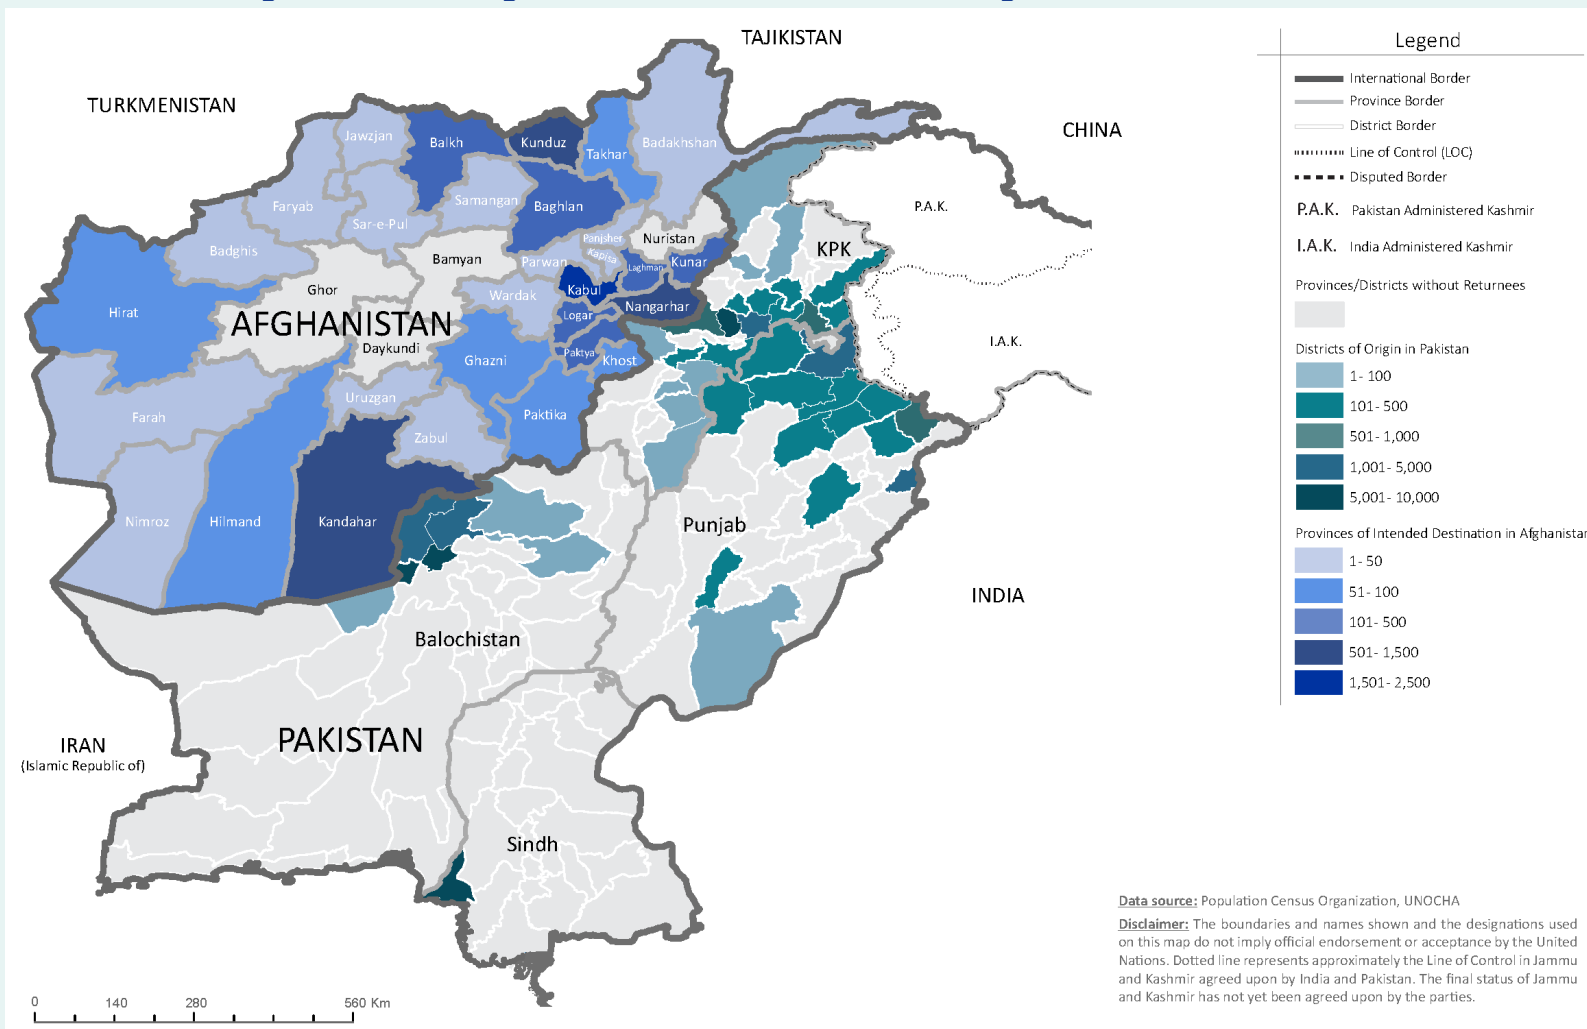 TAJIKISTAN
TURKMENISTAN
CHINA
Jawzjan
Balkh
Kunduz
Takhar
Badakhshan
Faryab
Sar-e-Pul
Samangan
Baghlan
P.A.K.
Badghis
Panjsher
Nuristan
KPK
Bamyan
Parwan
Kapisa
Laghman
Kunar
Ghor
Wardak
Kabul
Hirat
Logar
Nangarhar
AFGHANISTAN
I.A.K.
Daykundi
Ghazni
Paktya
Khost
Uruzgan
Farah
Paktika
Zabul
Nimroz
Hilmand
Kandahar
Punjab
INDIA
Balochistan
PAKISTAN
IRAN
(Islamic Republic of)
Sindh
0 140 280 560 Km
Legend
International Border
Province Border
District Border
Line of Control (LOC)
Disputed Border
P.A.K. Pakistan Administered Kashmir
I.A.K. India Administered Kashmir
Provinces/Districts without Returnees
Districts of Origin in Pakistan
1- 100
101- 500
501- 1,000
1,001- 5,000
5,001- 10,000
Provinces of Intended Destination in Afghanistan
1- 50
51- 100
101- 500
501- 1,500
1,501- 2,500
Data source: Population Census Organization, UNOCHA
Disclaimer: The boundaries and names shown and the designations used
on this map do not imply official endorsement or acceptance by the United
Nations. Dotted line represents approximately the Line of Control in Jammu
and Kashmir agreed upon by India and Pakistan. The final status of Jammu
and Kashmir has not yet been agreed upon by the parties.